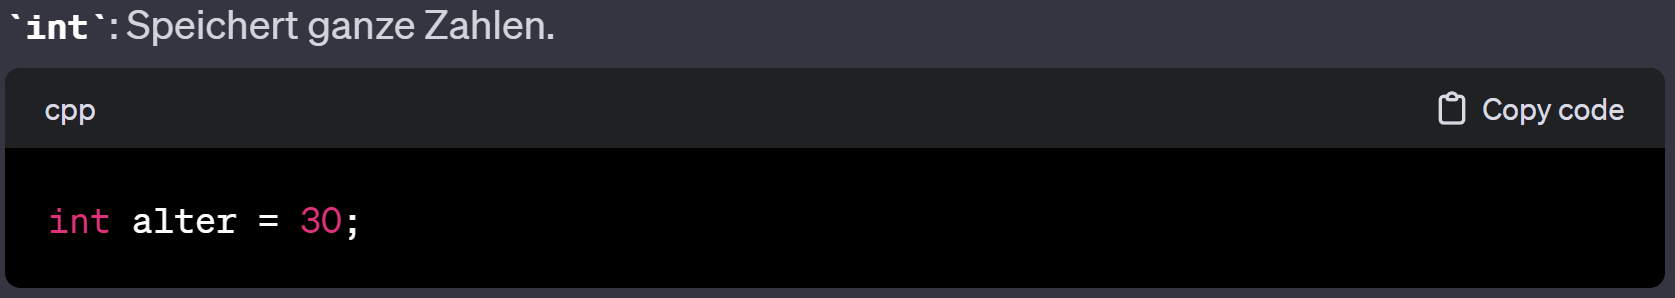 `int`: Speichert ganze Zahlen.
cpp Copy code
int alter = 30;